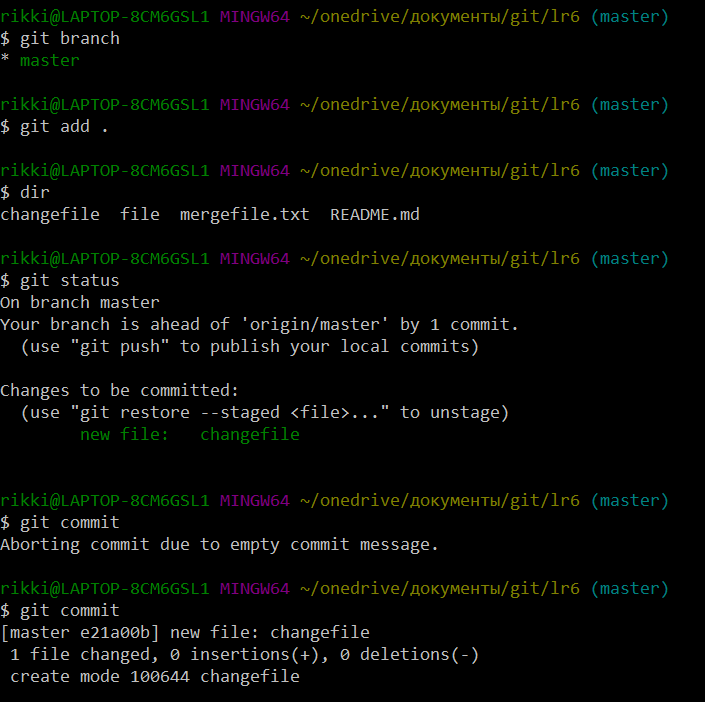 rikki@LAPTOP-8CM6GSL1 MINGW64 ~/onedrive/документы/git/lr6 (master)
$ git branch
* master
rikki@LAPTOP-8CM6GSL1 MINGW64 ~/onedrive/документы/git/lr6 (master)
$ git add .
rikki@LAPTOP-8CM6GSL1 MINGW64 ~/onedrive/документы/git/lr6 (master)
$ dir
changefile  file  mergefile.txt  README.md
rikki@LAPTOP-8CM6GSL1 MINGW64 ~/onedrive/документы/git/lr6 (master)
$ git status
On branch master
Your branch is ahead of 'origin/master' by 1 commit.
  (use "git push" to publish your local commits)
Changes to be committed:
  (use "git restore --staged <file>..." to unstage)
        new file:   changefile
rikki@LAPTOP-8CM6GSL1 MINGW64 ~/onedrive/документы/git/lr6 (master)
$ git commit
Aborting commit due to empty commit message.
rikki@LAPTOP-8CM6GSL1 MINGW64 ~/onedrive/документы/git/lr6 (master)
$ git commit
[master e21a00b] new file: changefile
 1 file changed, 0 insertions(+), 0 deletions(-)
 create mode 100644 changefile